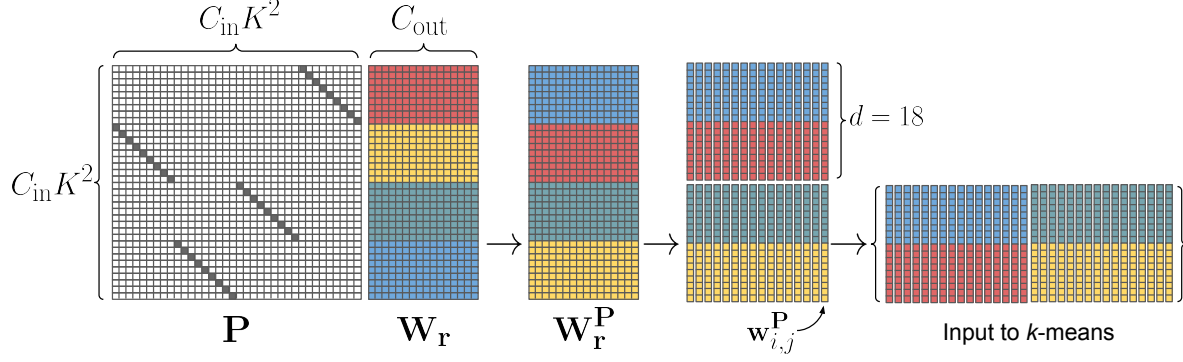 C_in K^2
C_out
C_in K^2
d = 18
P
W_r
W_r^P
w_{i,j}^P
Input to k-means